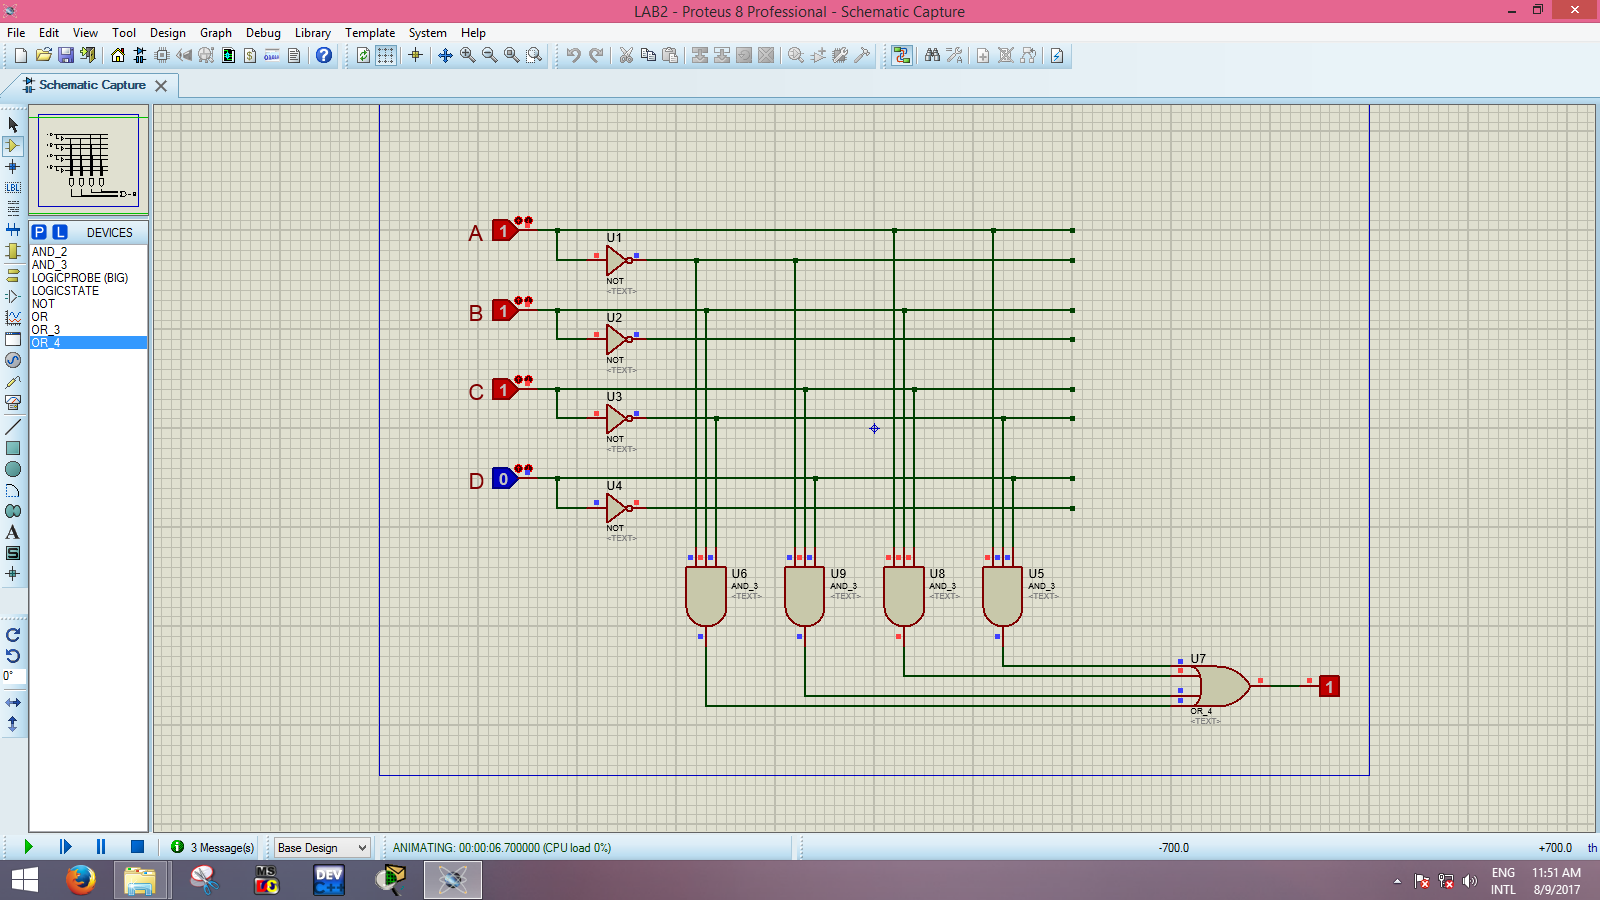 LAB2 - Proteus 8 Professional - Schematic Capture
File Edit View Tool Design Graph Debug Library Template System Help
Schematic Capture
P L DEVICES
AND_2
AND_3
LOGICPROBE (BIG)
LOGICSTATE
NOT
OR
OR_3
OR_4
LBL
A
S
0°
A 1
U1
NOT
<TEXT>
B 1
U2
NOT
<TEXT>
C 1
U3
NOT
<TEXT>
D 0
U4
NOT
<TEXT>
U6
AND_3
<TEXT>
U9
AND_3
<TEXT>
U8
AND_3
<TEXT>
U5
AND_3
<TEXT>
U7
OR_4
<TEXT>
1
3 Message(s) Base Design ANIMATING: 00:00:06.700000 (CPU load 0%) -700.0 +700.0 th
MS
DEV
C++
ENG 11:51 AM
INTL 8/9/2017